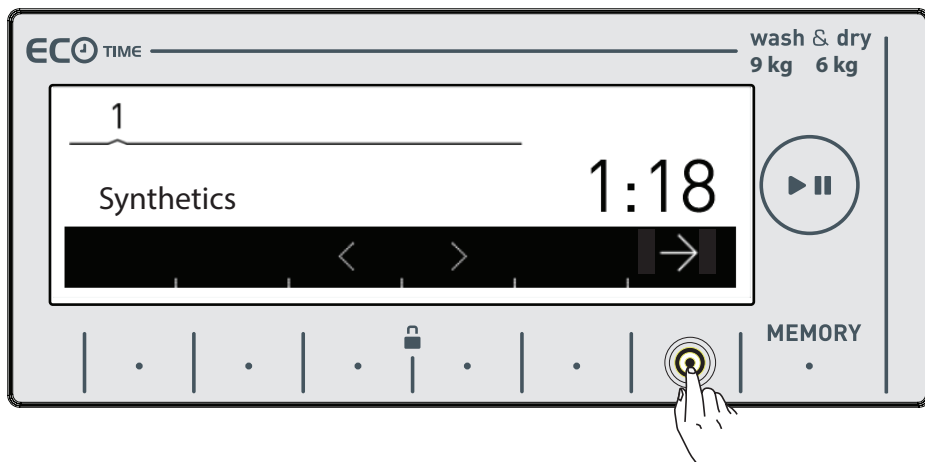 ECO TIME
wash & dry
9 kg 6 kg
1
Synthetics
1:18
MEMORY